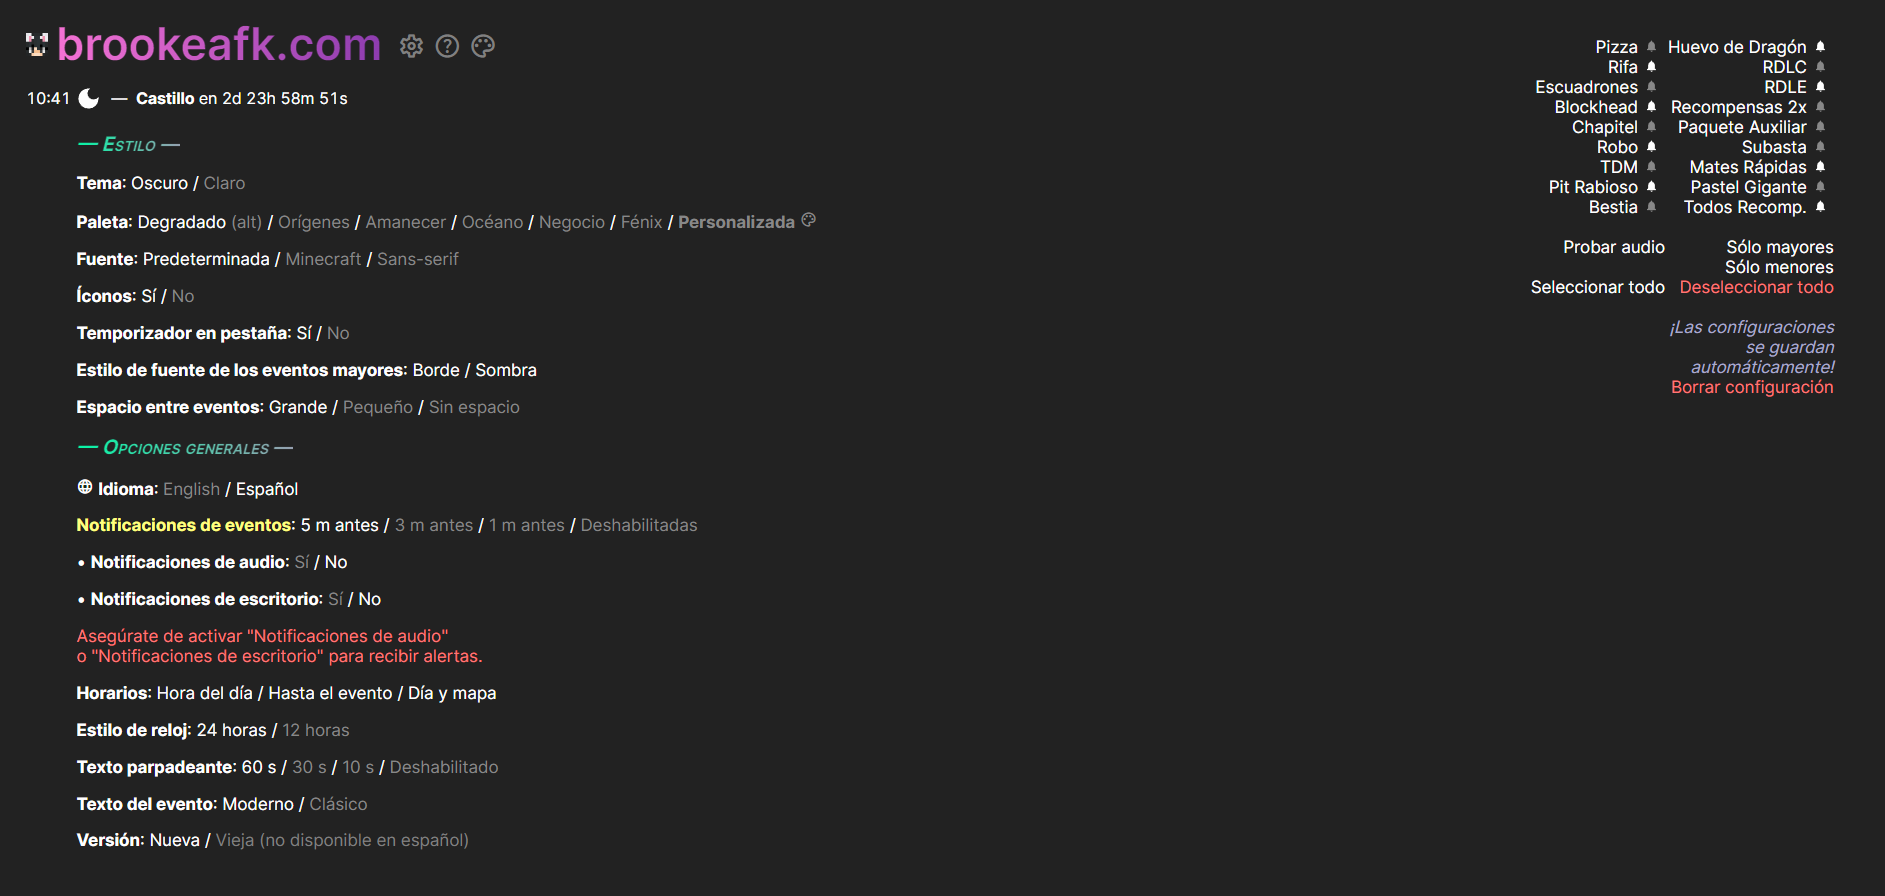 brookeafk.com
10:41 — Castillo en 2d 23h 58m 51s
— Estilo —
Tema: Oscuro / Claro
Paleta: Degradado (alt) / Orígenes / Amanecer / Océano / Negocio / Fénix / Personalizada
Fuente: Predeterminada / Minecraft / Sans-serif
Íconos: Sí / No
Temporizador en pestaña: Sí / No
Estilo de fuente de los eventos mayores: Borde / Sombra
Espacio entre eventos: Grande / Pequeño / Sin espacio
— Opciones generales —
Idioma: English / Español
Notificaciones de eventos: 5 m antes / 3 m antes / 1 m antes / Deshabilitadas
• Notificaciones de audio: Sí / No
• Notificaciones de escritorio: Sí / No
Asegúrate de activar "Notificaciones de audio"
o "Notificaciones de escritorio" para recibir alertas.
Horarios: Hora del día / Hasta el evento / Día y mapa
Estilo de reloj: 24 horas / 12 horas
Texto parpadeante: 60 s / 30 s / 10 s / Deshabilitado
Texto del evento: Moderno / Clásico
Versión: Nueva / Vieja (no disponible en español)
Pizza Huevo de Dragón
Rifa RDLC
Escuadrones RDLE
Blockhead Recompensas 2x
Chapitel Paquete Auxiliar
Robo Subasta
TDM Mates Rápidas
Pit Rabioso Pastel Gigante
Bestia Todos Recomp.
Probar audio Sólo mayores
Sólo menores
Seleccionar todo Deseleccionar todo
¡Las configuraciones
se guardan
automáticamente!
Borrar configuración